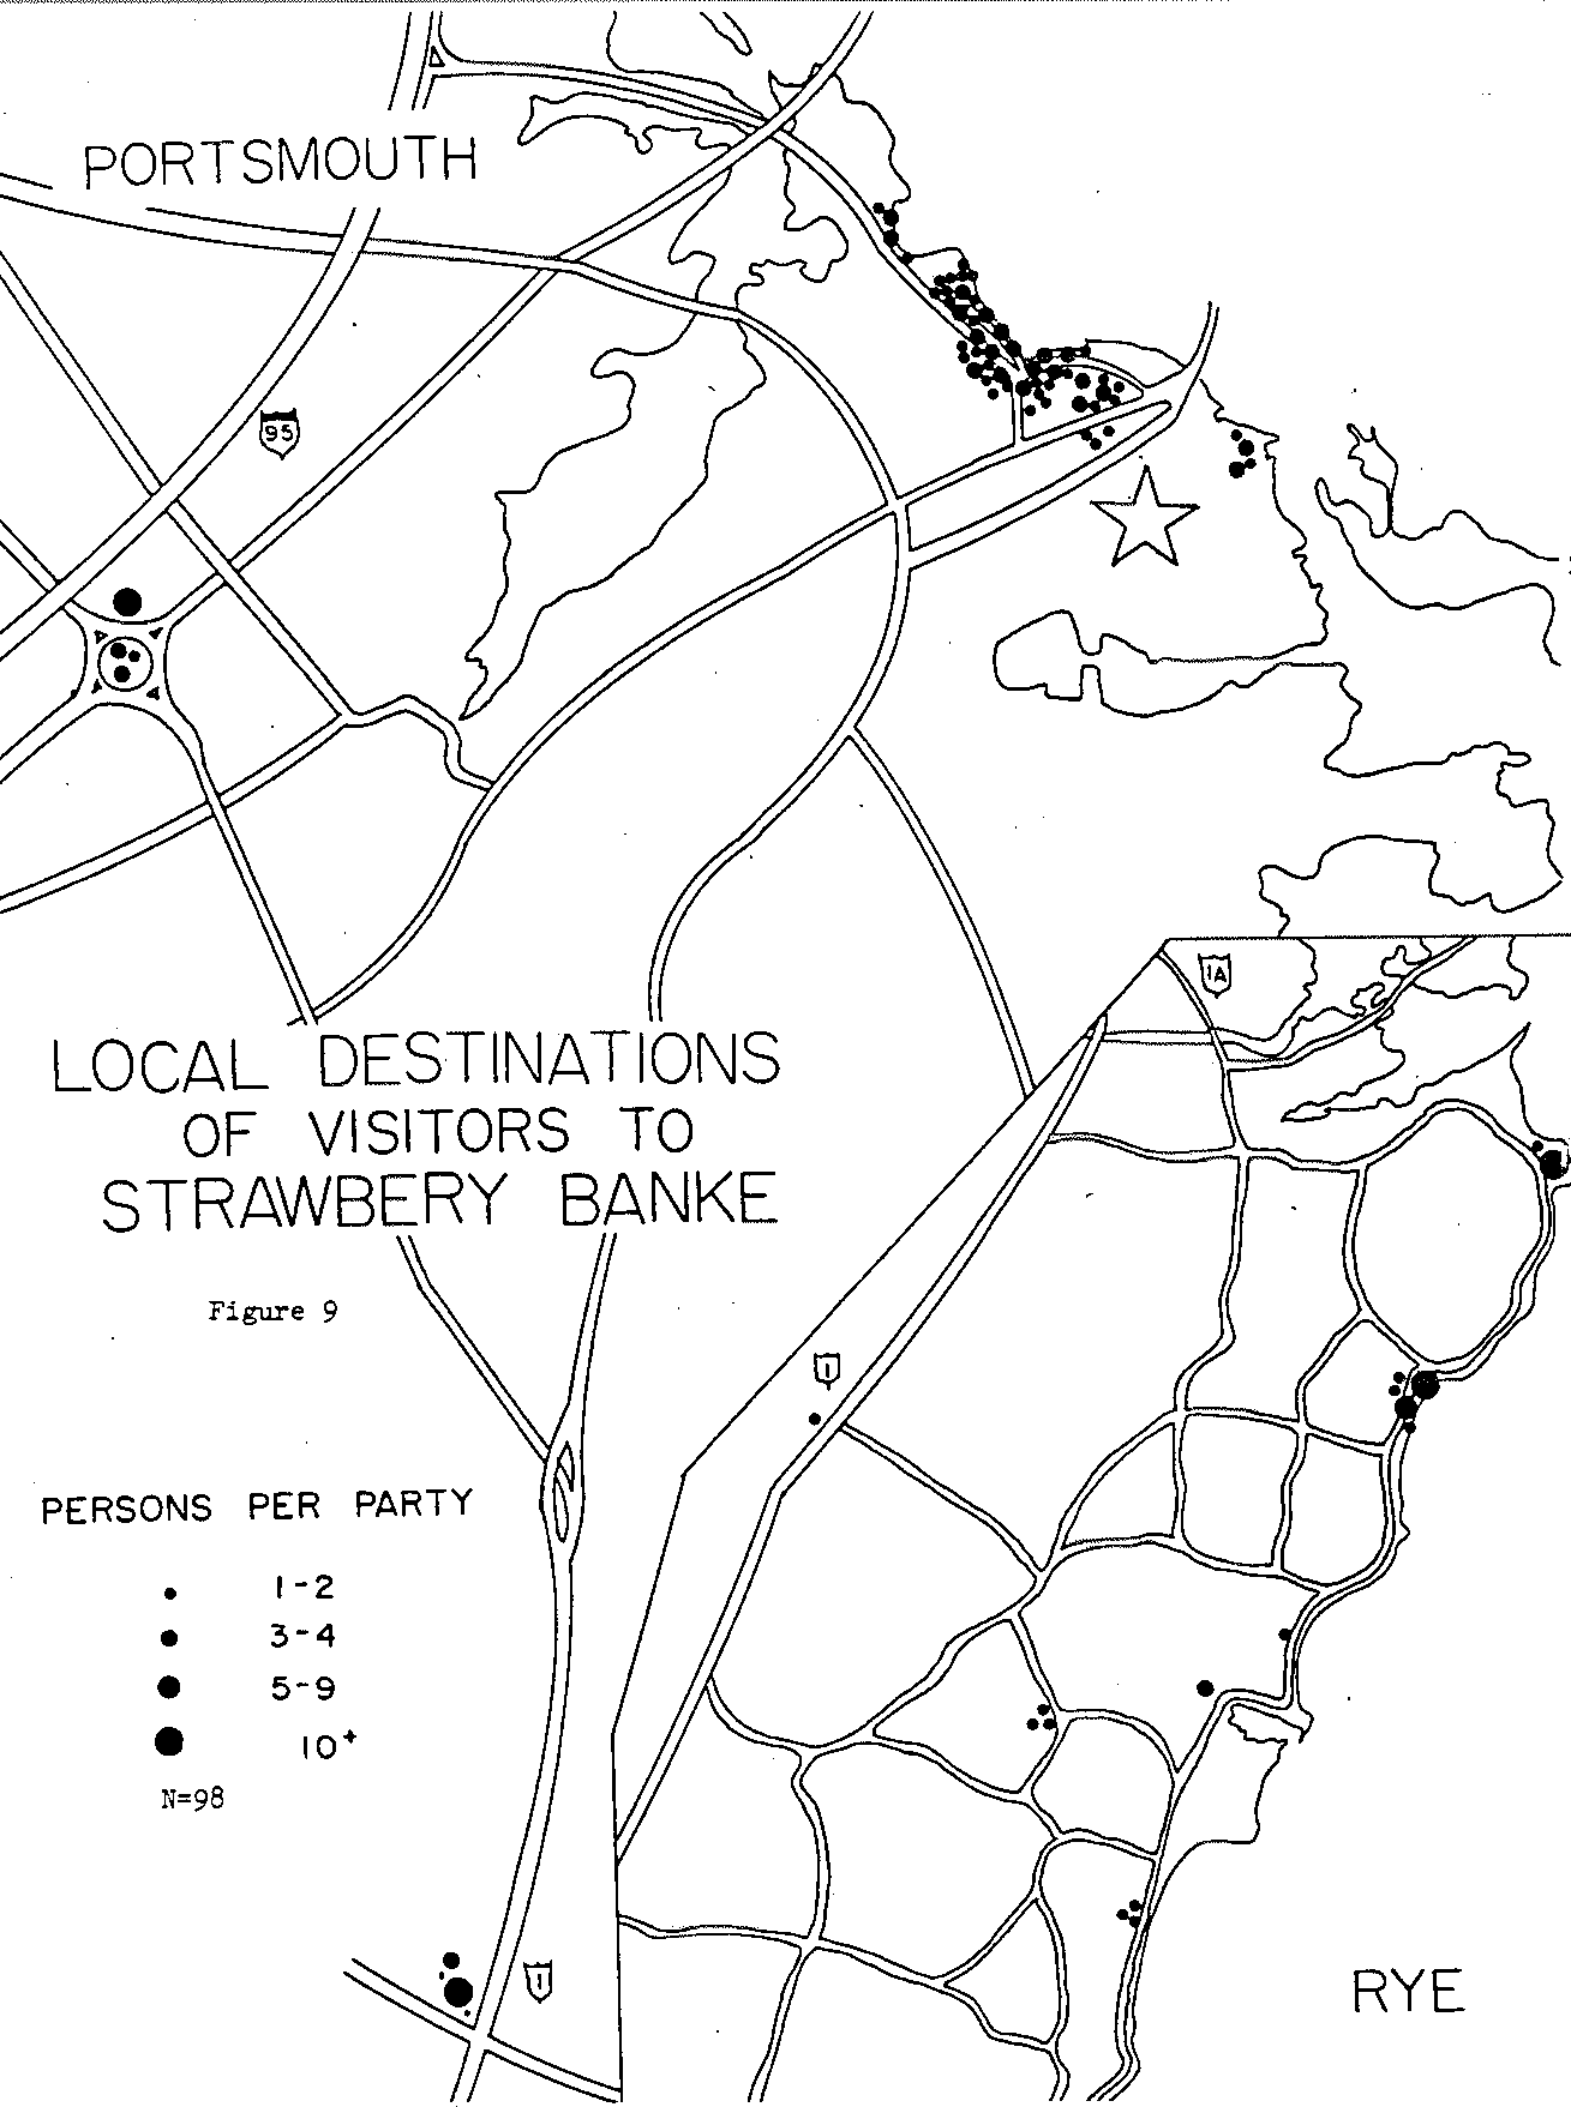 PORTSMOUTH
95
1A
LOCAL DESTINATIONS
OF VISITORS TO
STRAWBERY BANKE
Figure 9
1
PERSONS PER PARTY
1-2
3-4
5-9
10+
N=98
1
RYE